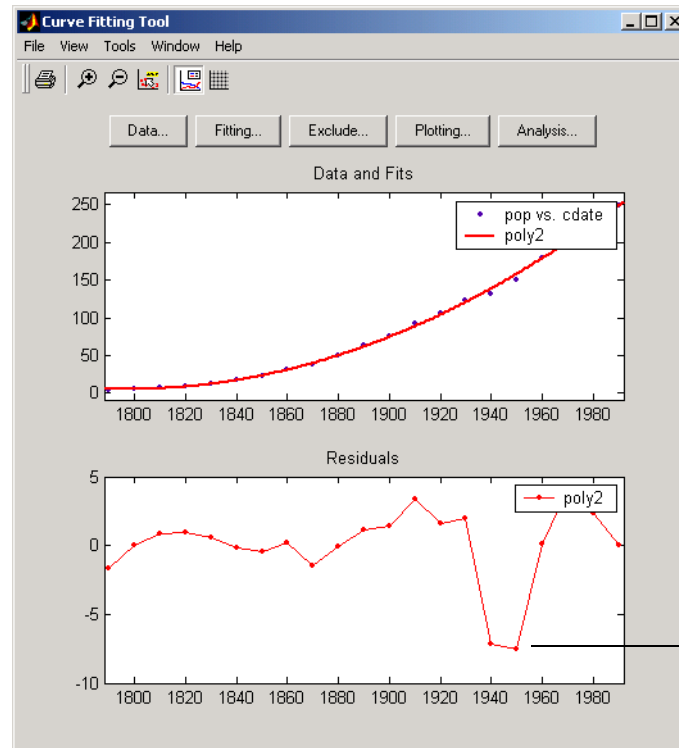 Curve Fitting Tool
File View Tools Window Help
Data... Fitting... Exclude... Plotting... Analysis...
Data and Fits
250
200
150
100
50
0
pop vs. cdate
poly2
1800 1820 1840 1860 1880 1900 1920 1940 1960 1980
Residuals
5
0
-5
-10
poly2
1800 1820 1840 1860 1880 1900 1920 1940 1960 1980